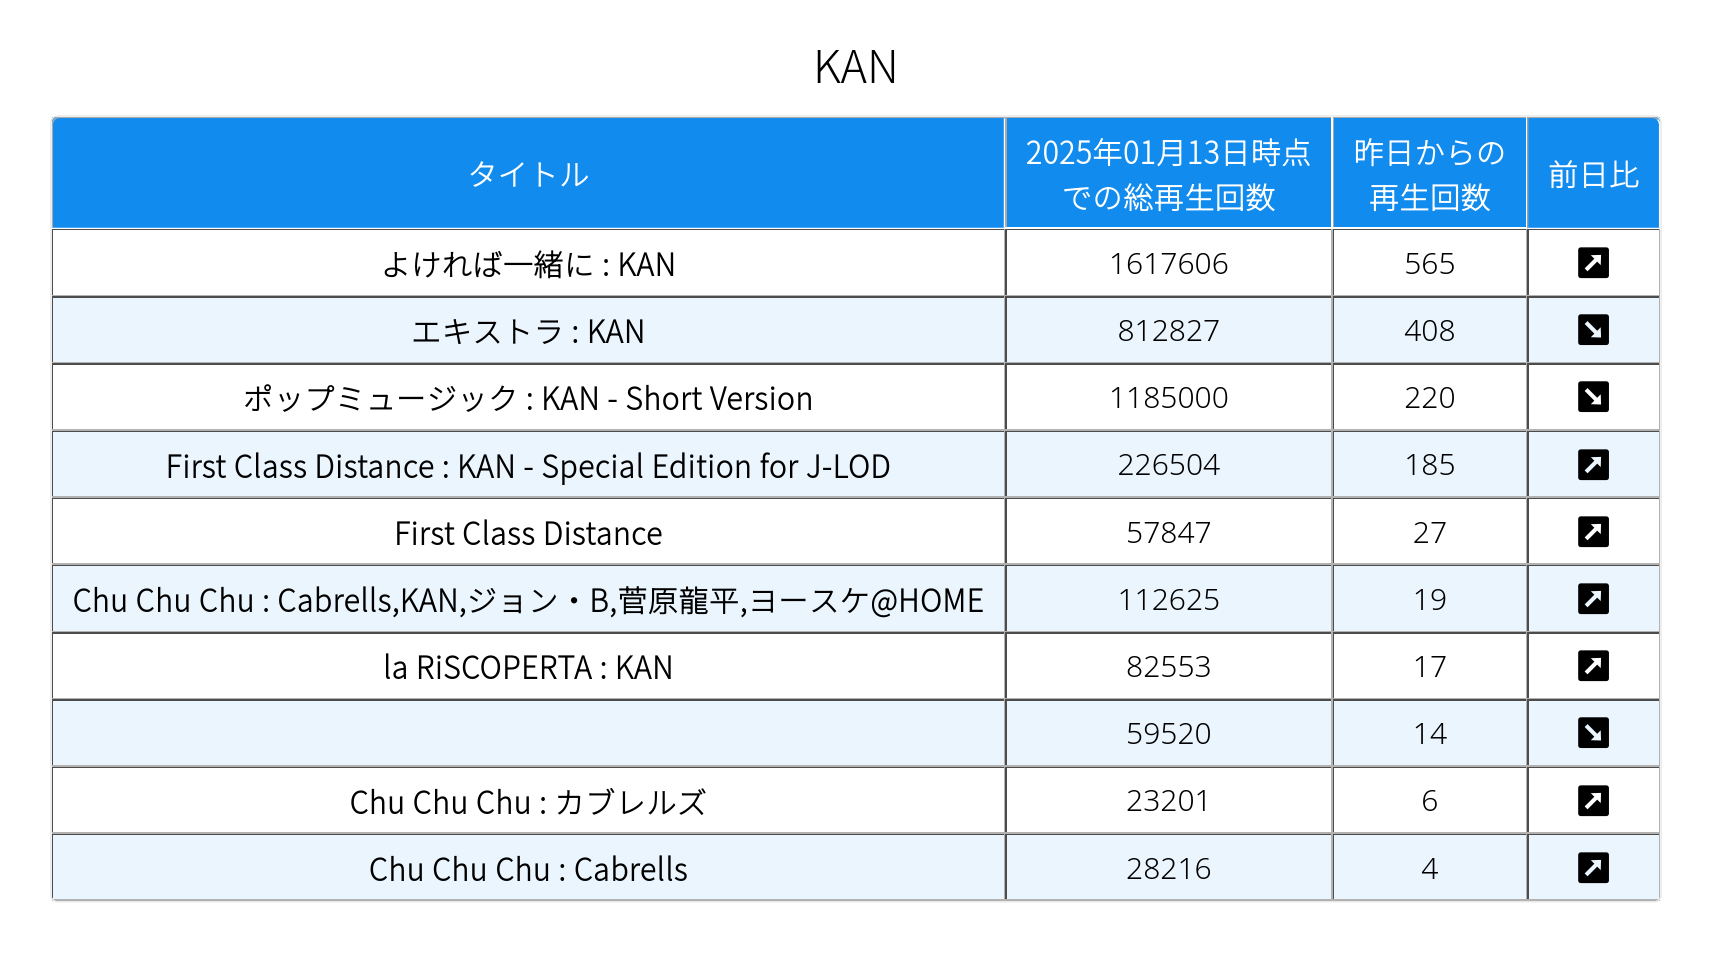 KAN
タイトル
2025年01月13日時点
での総再生回数
昨日からの
再生回数
前日比
よければ一緒に : KAN 1617606 565
エキストラ : KAN 812827 408
ポップミュージック : KAN - Short Version 1185000 220
First Class Distance : KAN - Special Edition for J-LOD 226504 185
First Class Distance 57847 27
Chu Chu Chu : Cabrells,KAN,ジョン・B,菅原龍平,ヨースケ@HOME 112625 19
la RiSCOPERTA : KAN 82553 17
59520 14
Chu Chu Chu : カブレルズ 23201 6
Chu Chu Chu : Cabrells 28216 4